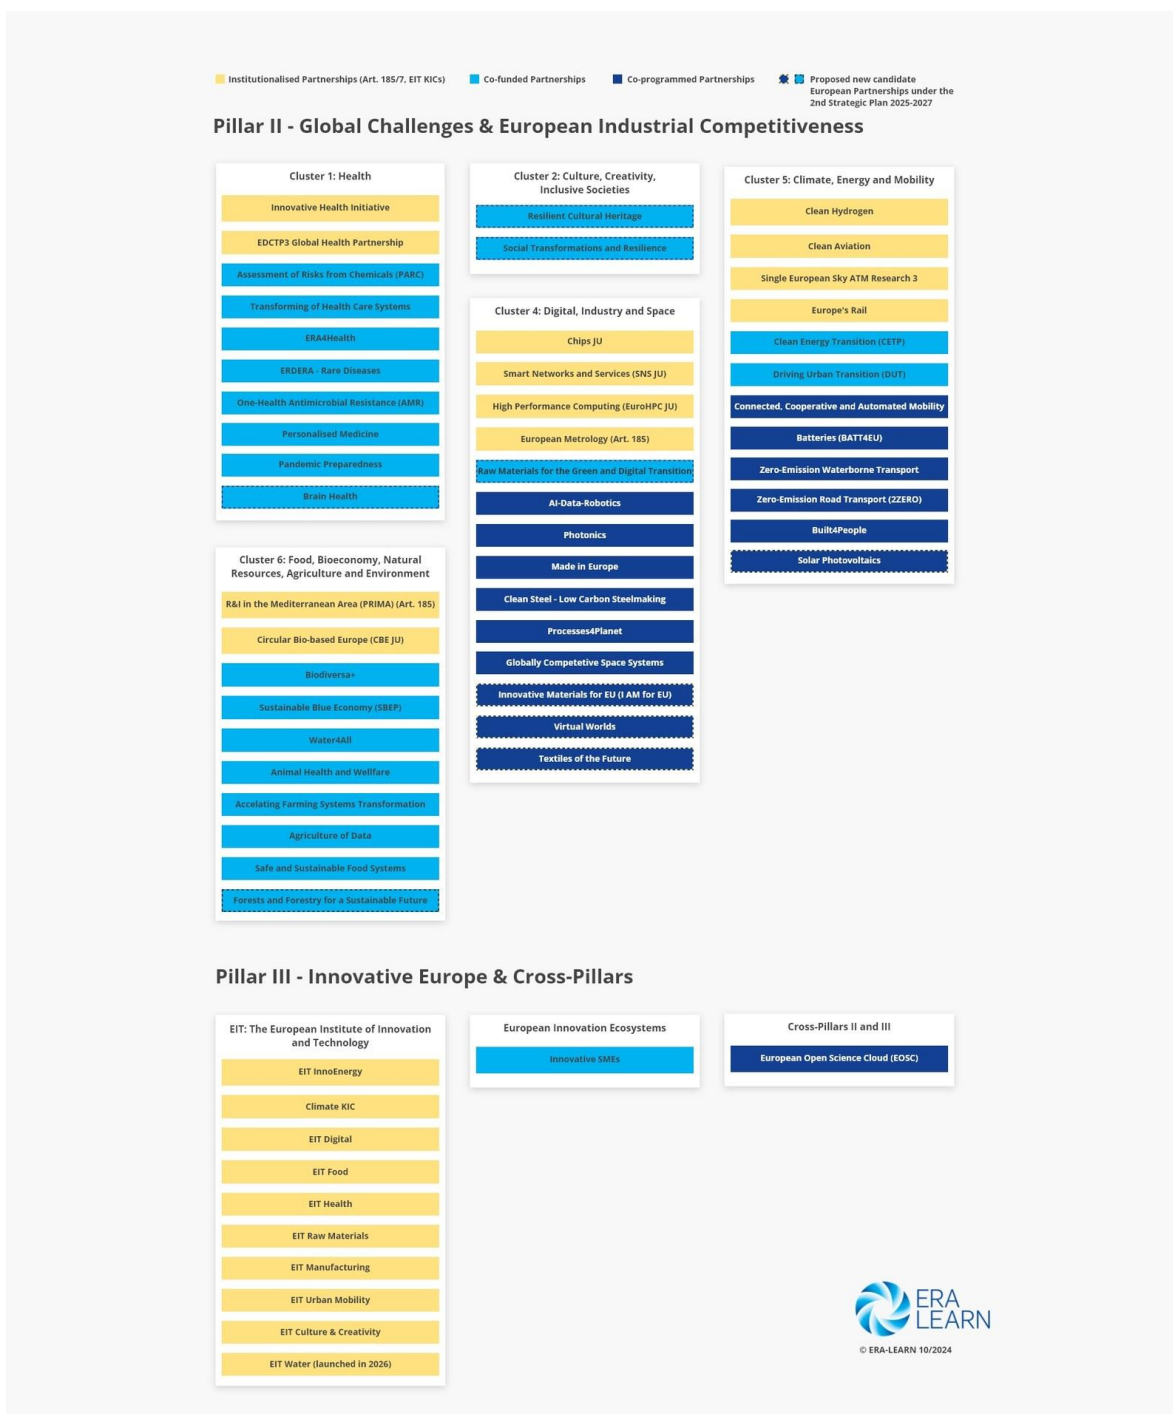 Institutionalised Partnerships (Art. 185/7, EIT KICs)
Co-funded Partnerships
Co-programmed Partnerships
Proposed new candidate
European Partnerships under the
2nd Strategic Plan 2025-2027
Pillar II - Global Challenges & European Industrial Competitiveness
Cluster 1: Health
Innovative Health Initiative
EDCTP3 Global Health Partnership
Assessment of Risks from Chemicals (PARC)
Transforming of Health Care Systems
ERA4Health
ERDERA - Rare Diseases
One-Health Antimicrobial Resistance (AMR)
Personalised Medicine
Pandemic Preparedness
Brain Health
Cluster 2: Culture, Creativity,
Inclusive Societies
Resilient Cultural Heritage
Social Transformations and Resilience
Cluster 4: Digital, Industry and Space
Chips JU
Smart Networks and Services (SNS JU)
High Performance Computing (EuroHPC JU)
European Metrology (Art. 185)
Raw Materials for the Green and Digital Transition
AI-Data-Robotics
Photonics
Made in Europe
Clean Steel - Low Carbon Steelmaking
Processes4Planet
Globally Competetive Space Systems
Innovative Materials for EU (I AM for EU)
Virtual Worlds
Textiles of the Future
Cluster 5: Climate, Energy and Mobility
Clean Hydrogen
Clean Aviation
Single European Sky ATM Research 3
Europe's Rail
Clean Energy Transition (CETP)
Driving Urban Transition (DUT)
Connected, Cooperative and Automated Mobility
Batteries (BATT4EU)
Zero-Emission Waterborne Transport
Zero-Emission Road Transport (2ZERO)
Built4People
Solar Photovoltaics
Cluster 6: Food, Bioeconomy, Natural
Resources, Agriculture and Environment
R&I in the Mediterranean Area (PRIMA) (Art. 185)
Circular Bio-based Europe (CBE JU)
Biodiversa+
Sustainable Blue Economy (SBEP)
Water4All
Animal Health and Wellfare
Accelating Farming Systems Transformation
Agriculture of Data
Safe and Sustainable Food Systems
Forests and Forestry for a Sustainable Future
Pillar III - Innovative Europe & Cross-Pillars
EIT: The European Institute of Innovation
and Technology
EIT InnoEnergy
Climate KIC
EIT Digital
EIT Food
EIT Health
EIT Raw Materials
EIT Manufacturing
EIT Urban Mobility
EIT Culture & Creativity
EIT Water (launched in 2026)
European Innovation Ecosystems
Innovative SMEs
Cross-Pillars II and III
European Open Science Cloud (EOSC)
ERA
LEARN
© ERA-LEARN 10/2024